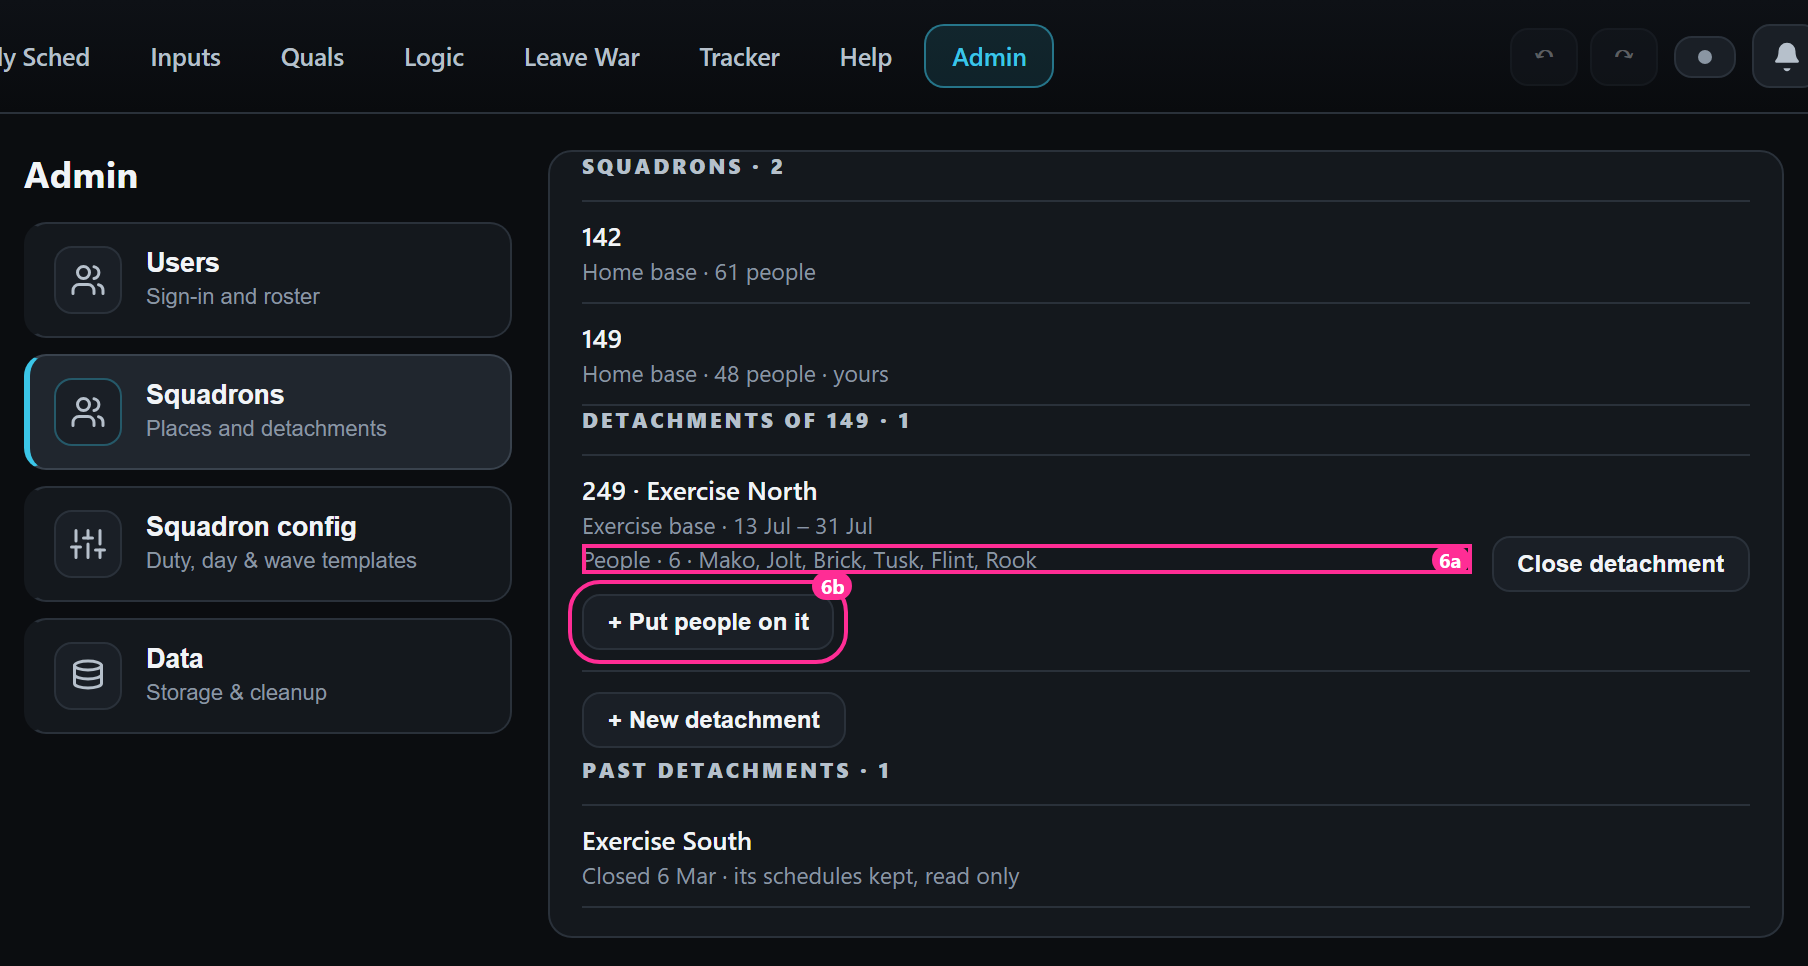 ly Sched Inputs Quals Logic Leave War Tracker Help Admin
Admin
Users
Sign-in and roster
Squadrons
Places and detachments
Squadron config
Duty, day & wave templates
Data
Storage & cleanup
SQUADRONS · 2
142
Home base · 61 people
149
Home base · 48 people · yours
DETACHMENTS OF 149 · 1
249 · Exercise North
Exercise base · 13 Jul – 31 Jul
People · 6 · Mako, Jolt, Brick, Tusk, Flint, Rook
6a
Close detachment
6b
+ Put people on it
+ New detachment
PAST DETACHMENTS · 1
Exercise South
Closed 6 Mar · its schedules kept, read only